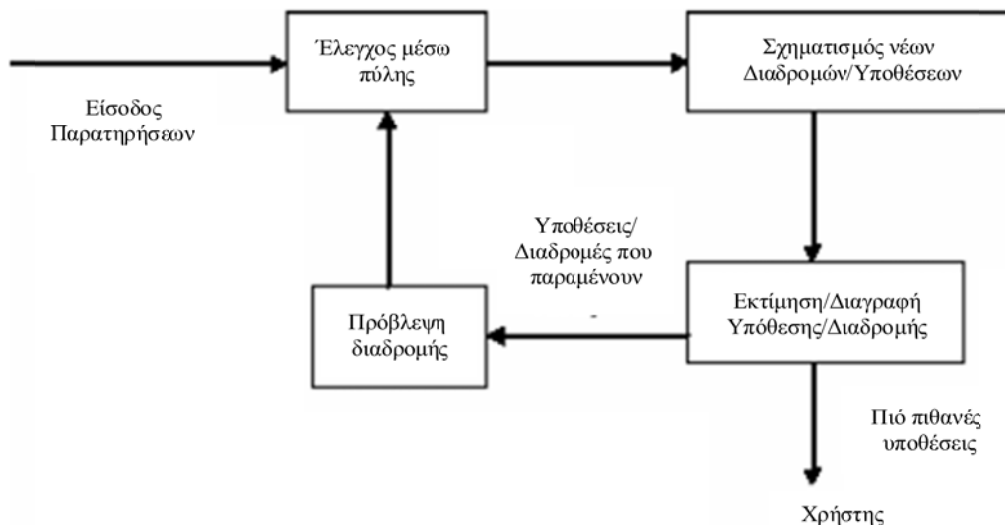 Έλεγχος μέσω
πύλης
Σχηματισμός νέων
Διαδρομών/Υποθέσεων
Είσοδος
Παρατηρήσεων
Υποθέσεις/
Διαδρομές που
παραμένουν
Πρόβλεψη
διαδρομής
Εκτίμηση/Διαγραφή
Υπόθεσης/Διαδρομής
Πιό πιθανές
υποθέσεις
Χρήστης